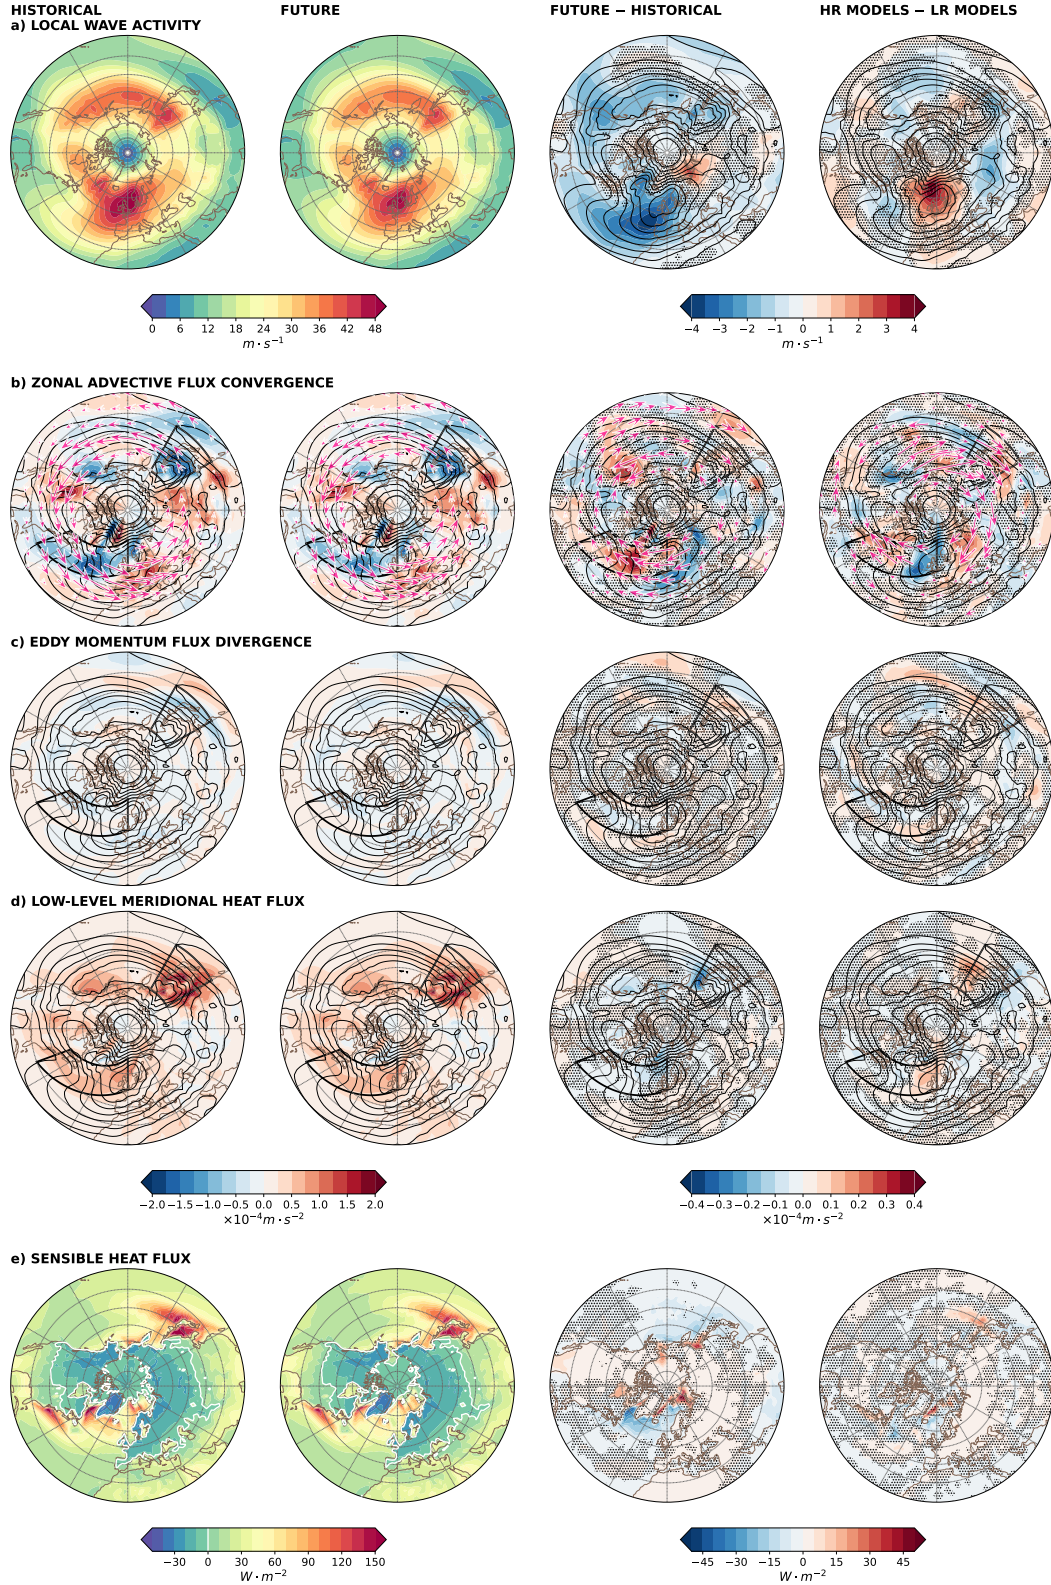 HISTORICAL FUTURE FUTURE − HISTORICAL HR MODELS − LR MODELS
a) LOCAL WAVE ACTIVITY
0 6 12 18 24 30 36 42 48
m · s⁻¹
−4 −3 −2 −1 0 1 2 3 4
m · s⁻¹
b) ZONAL ADVECTIVE FLUX CONVERGENCE
c) EDDY MOMENTUM FLUX DIVERGENCE
d) LOW-LEVEL MERIDIONAL HEAT FLUX
−2.0 −1.5 −1.0 −0.5 0.0 0.5 1.0 1.5 2.0
×10⁻⁴m · s⁻²
−0.4 −0.3 −0.2 −0.1 0.0 0.1 0.2 0.3 0.4
×10⁻⁴m · s⁻²
e) SENSIBLE HEAT FLUX
−30 0 30 60 90 120 150
W · m⁻²
−45 −30 −15 0 15 30 45
W · m⁻²